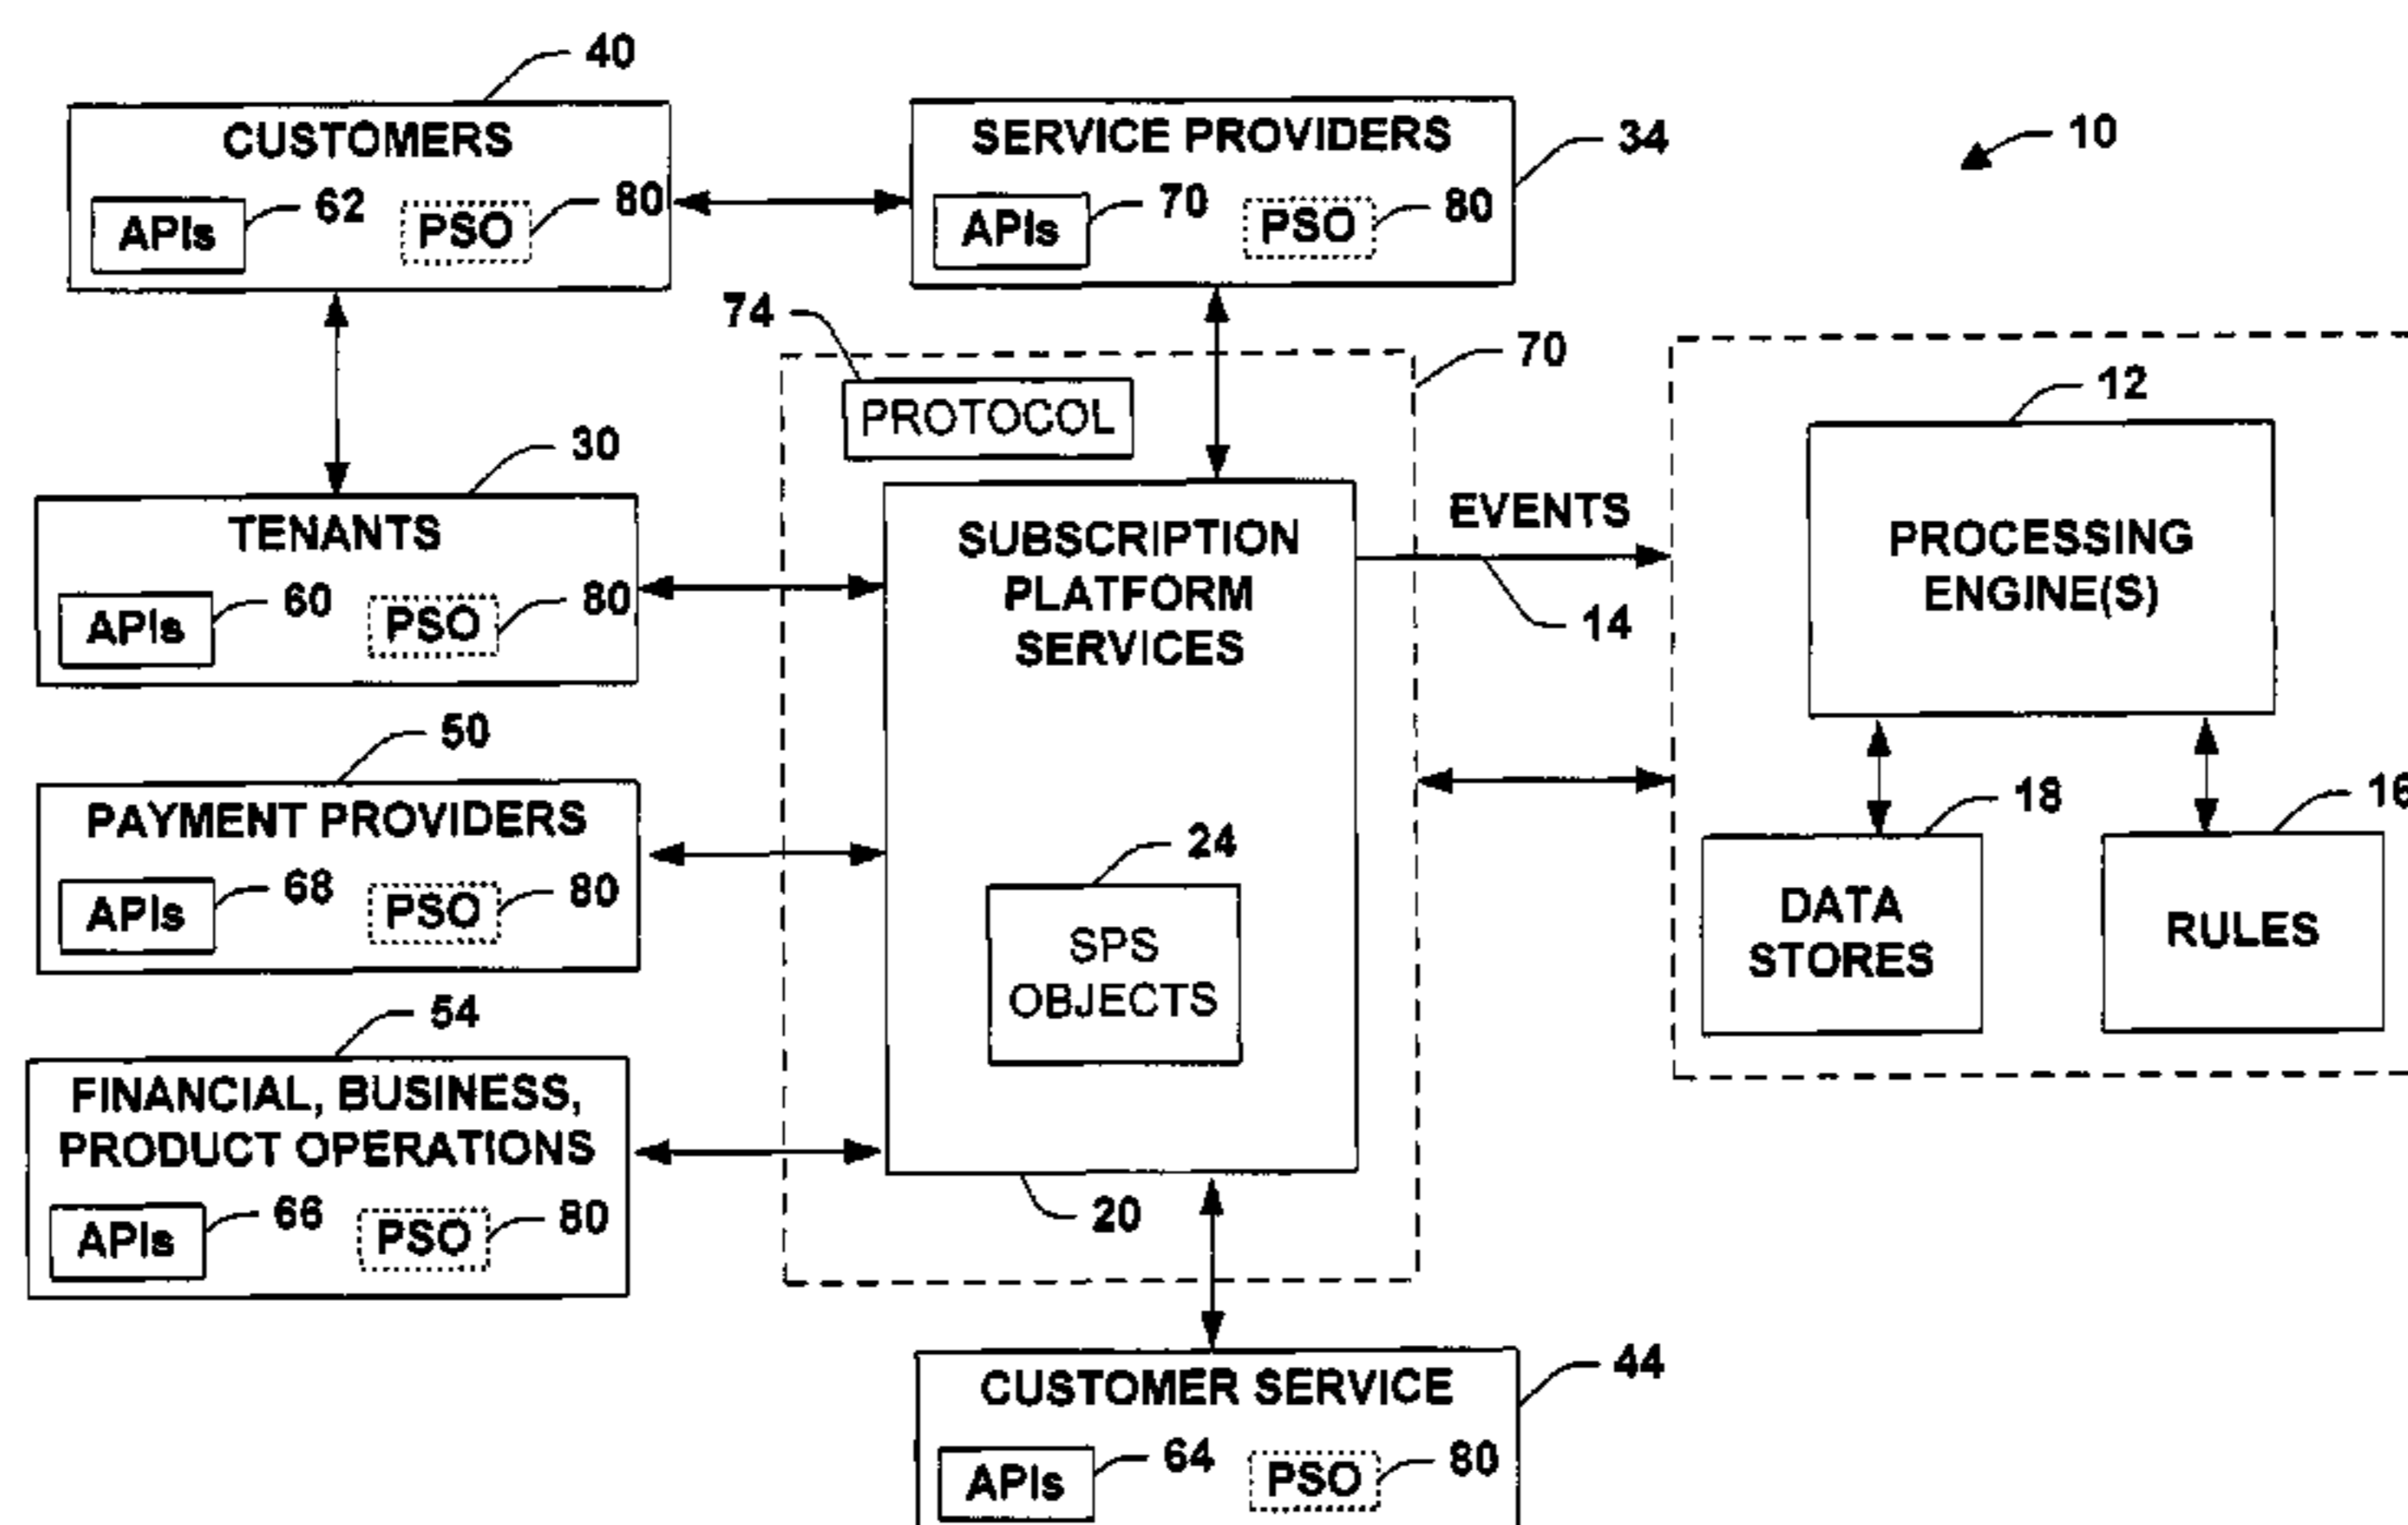 40
CUSTOMERS
APIs
62
PSO
80
SERVICE PROVIDERS
34
APIs
70
PSO
80
10
74
PROTOCOL
70
12
PROCESSING
ENGINE(S)
30
TENANTS
APIs
60
PSO
80
SUBSCRIPTION
PLATFORM
SERVICES
EVENTS
14
50
PAYMENT PROVIDERS
APIs
68
PSO
80
24
SPS
OBJECTS
18
DATA
STORES
16
RULES
54
FINANCIAL, BUSINESS,
PRODUCT OPERATIONS
APIs
66
PSO
80
20
44
CUSTOMER SERVICE
APIs
64
PSO
80